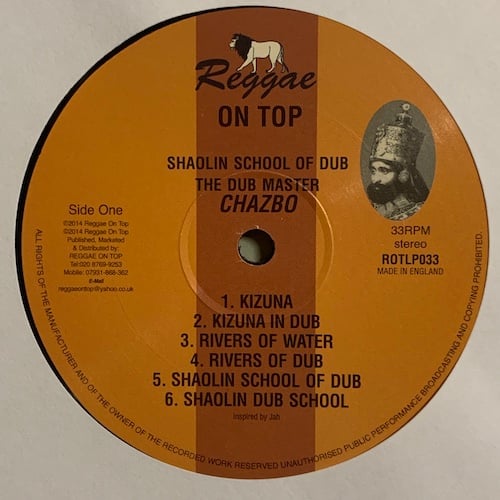 Reggae
ON TOP
SHAOLIN SCHOOL OF DUB
THE DUB MASTER
CHAZBO
Side One
©2014 Reggae On Top
©2014 Reggae On Top
Published, Marketed
& Distributed by:
REGGAE ON TOP
Tel:020 8769-9253
Mobile: 07931-868-362
E-Mail
reggaeontop@yahoo.co.uk
33RPM
stereo
ROTLP033
MADE IN ENGLAND
1. KIZUNA
2. KIZUNA IN DUB
3. RIVERS OF WATER
4. RIVERS OF DUB
5. SHAOLIN SCHOOL OF DUB
6. SHAOLIN DUB SCHOOL
inspired by Jah
ALL RIGHTS OF THE MANUFACTURER AND OF THE OWNER OF THE RECORDED WORK RESERVED UNAUTHORISED PUBLIC PERFORMANCE BROADCASTING AND COPYING PROHIBITED.